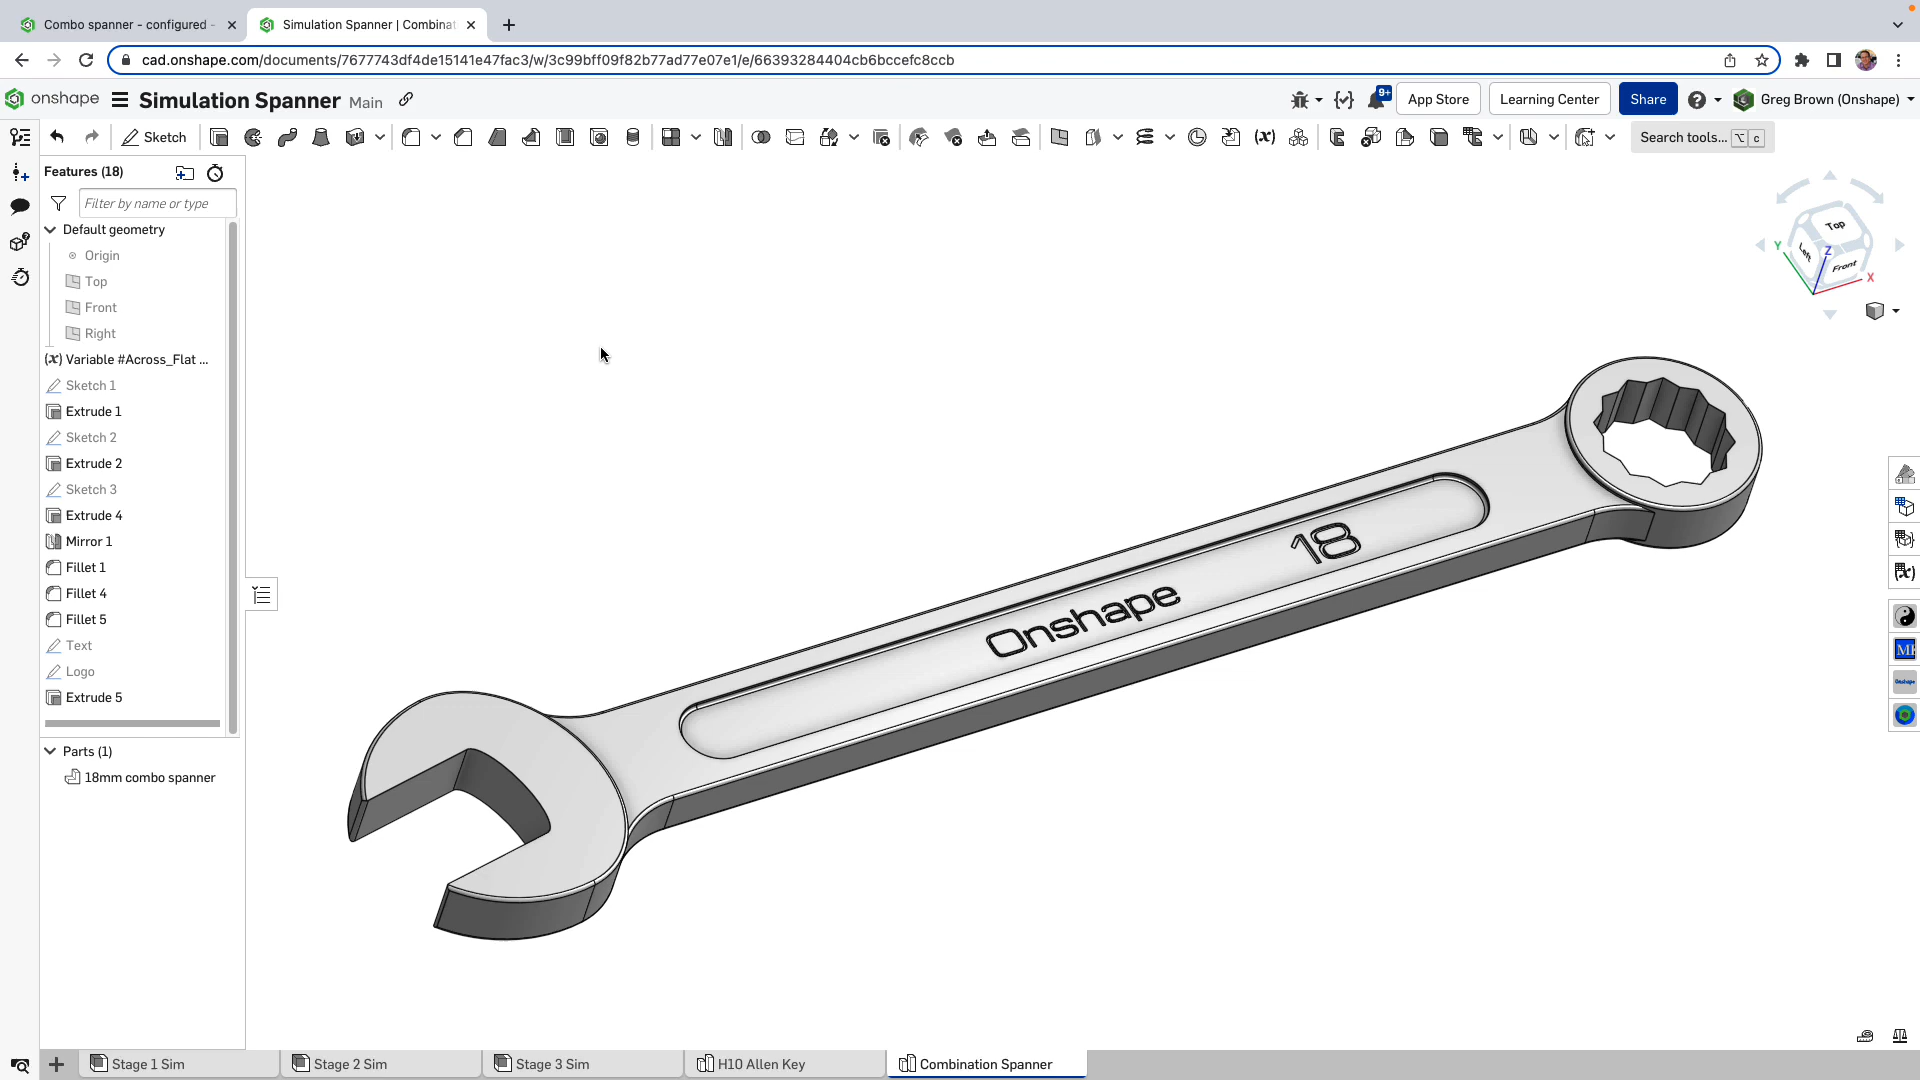 Combo spanner - configured -
Simulation Spanner | Combinat
cad.onshape.com/documents/7677743df4de15141e47fac3/w/3c99bff09f82b77ad77e07e1/e/66393284404cb6bccefc8ccb
onshape
Simulation Spanner Main
9+
App Store
Learning Center
Share
Greg Brown (Onshape)
Sketch
Search tools... ⌥ c
Features (18)
Filter by name or type
Default geometry
Origin
Top
Front
Right
(x) Variable #Across_Flat ...
Sketch 1
Extrude 1
Sketch 2
Extrude 2
Sketch 3
Extrude 4
Mirror 1
Fillet 1
Fillet 4
Fillet 5
Text
Logo
Extrude 5
Parts (1)
18mm combo spanner
Top
Left
Front
X
Y
Z
Onshape
18
(x)
MK
Onshape
Stage 1 Sim
Stage 2 Sim
Stage 3 Sim
H10 Allen Key
Combination Spanner